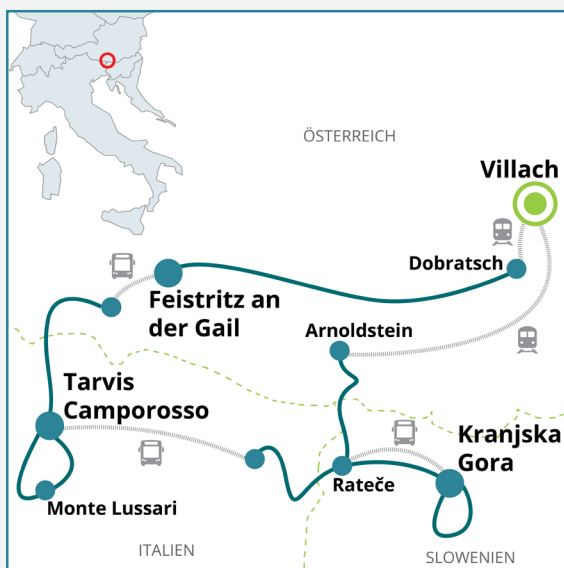 ÖSTERREICH
Villach
Dobratsch
Feistritz an
der Gail
Arnoldstein
Tarvis
Camporosso
Kranjska
Gora
Rateče
Monte Lussari
ITALIEN
SLOWENIEN